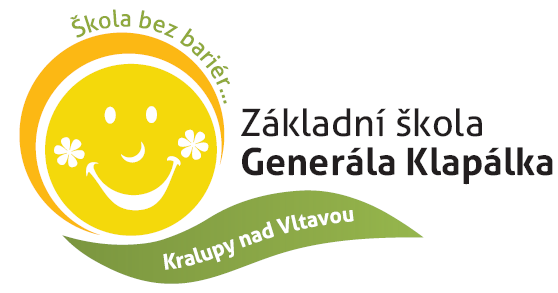 Škola bez bariér...
Základní škola
Generála Klapálka
Kralupy nad Vltavou